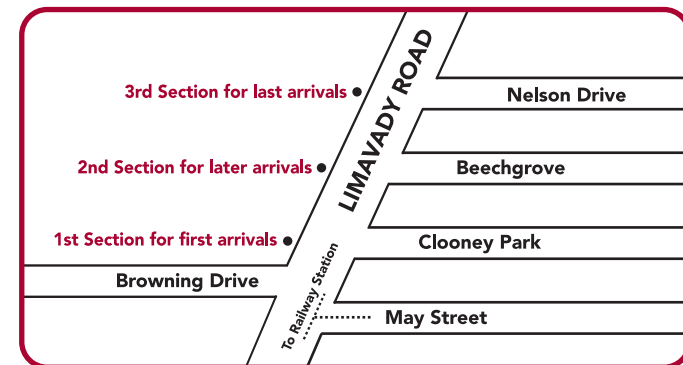 LIMAVADY ROAD
3rd Section for last arrivals
Nelson Drive
2nd Section for later arrivals
Beechgrove
1st Section for first arrivals
Clooney Park
Browning Drive
To Railway Station
May Street